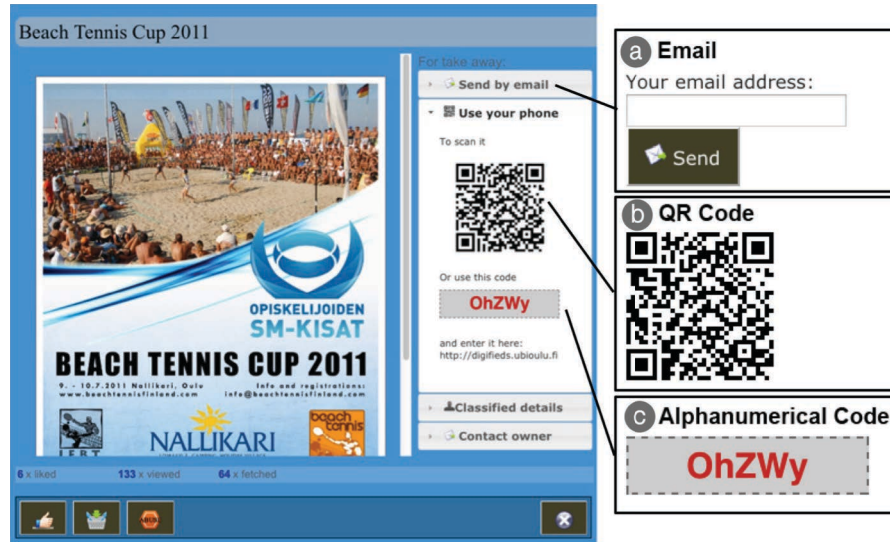 Beach Tennis Cup 2011
OPISKELIJOIDEN
SM-KISAT
BEACH TENNIS CUP 2011
9. - 10.7.2011 Nallikari, Oulu
www.beachtennisfinland.com
Info and registrations:
info@beachtennisfinland.com
NALLIKARI
beach
tennis
6 x liked
133 x viewed
64 x fetched
For take away:
Send by email
Use your phone
To scan it
Or use this code
OhZWy
and enter it here:
http://digifieds.ubioulu.fi
Classified details
Contact owner
a Email
Your email address:
Send
b QR Code
c Alphanumerical Code
OhZWy